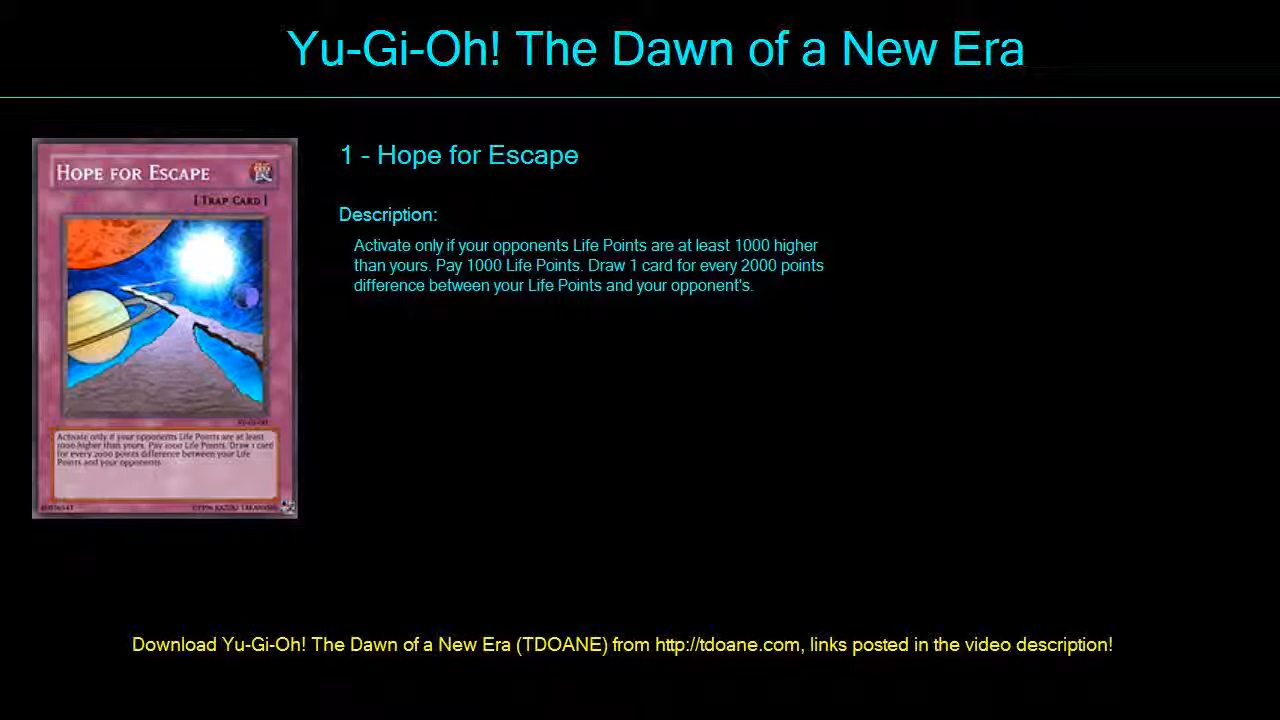 Yu-Gi-Oh! The Dawn of a New Era
1 - Hope for Escape
Description:
Activate only if your opponents Life Points are at least 1000 higher
than yours. Pay 1000 Life Points. Draw 1 card for every 2000 points
difference between your Life Points and your opponent's.
HOPE FOR ESCAPE
[ TRAP CARD ]
Activate only if your opponents Life Points are at least
1000 higher than yours. Pay 1000 Life Points. Draw 1 card
for every 2000 points difference between your Life
Points and your opponents
©1996 KAZUKI TAKAHASHI
Download Yu-Gi-Oh! The Dawn of a New Era (TDOANE) from http://tdoane.com, links posted in the video description!